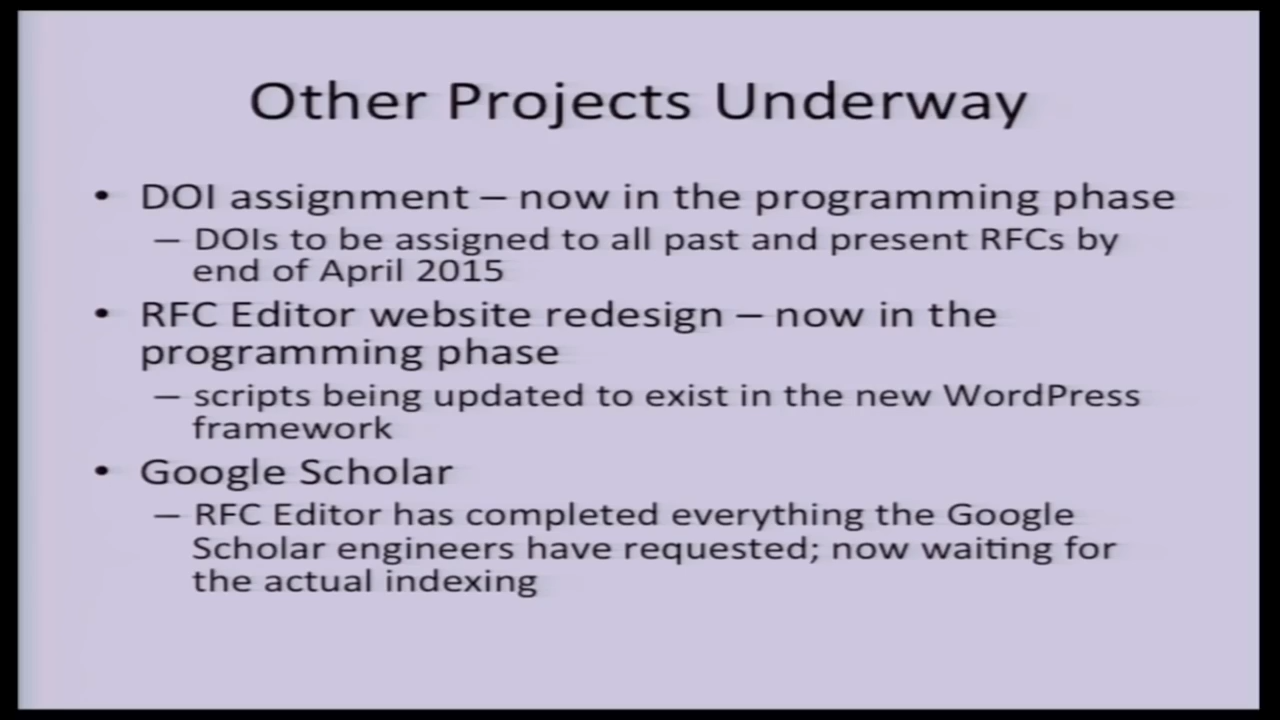 Other Projects Underway
• DOI assignment – now in the programming phase
– DOIs to be assigned to all past and present RFCs by
end of April 2015
• RFC Editor website redesign – now in the
programming phase
– scripts being updated to exist in the new WordPress
framework
• Google Scholar
– RFC Editor has completed everything the Google
Scholar engineers have requested; now waiting for
the actual indexing